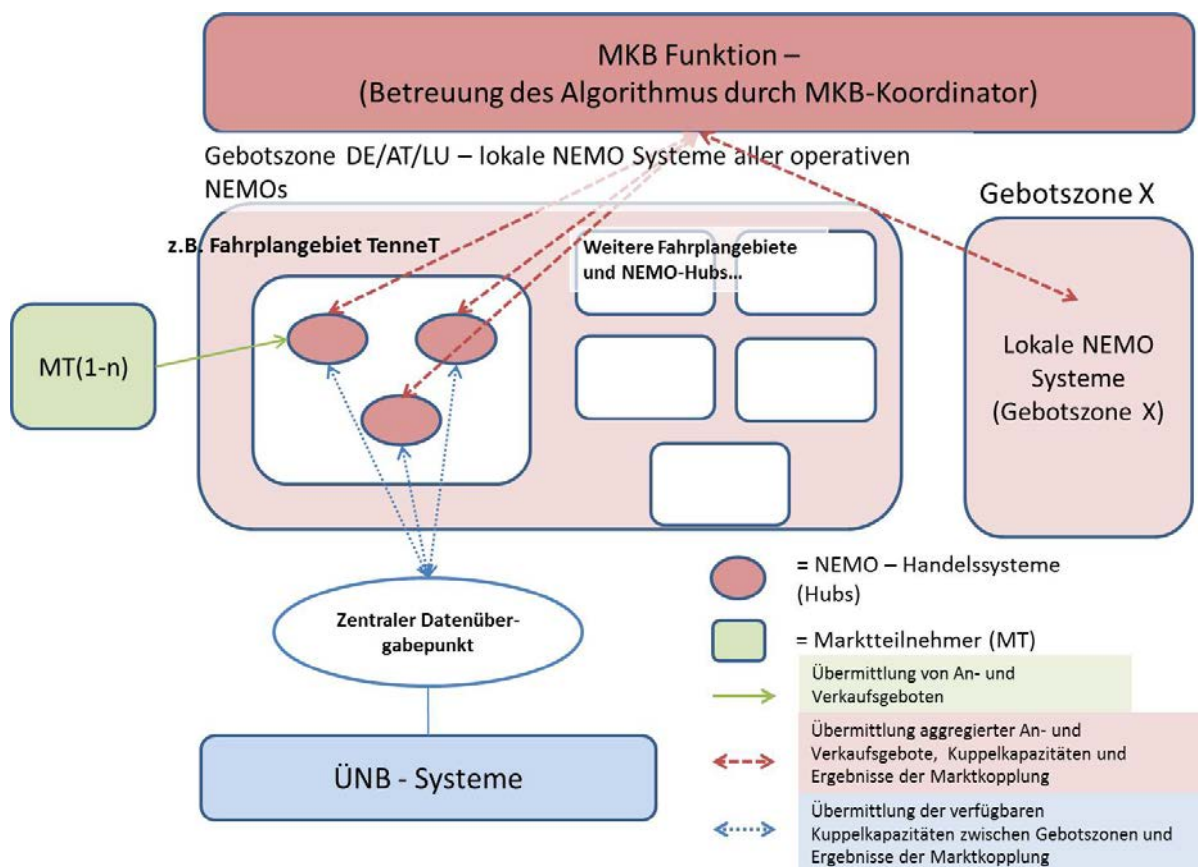 MKB Funktion –
(Betreuung des Algorithmus durch MKB-Koordinator)
Gebotszone DE/AT/LU – lokale NEMO Systeme aller operativen
NEMOs
Gebotszone X
z.B. Fahrplangebiet TenneT
Weitere Fahrplangebiete
und NEMO-Hubs...
MT(1-n)
Lokale NEMO
Systeme
(Gebotszone X)
Zentraler Datenüber-
gabepunkt
ÜNB - Systeme
= NEMO – Handelssysteme
(Hubs)
= Marktteilnehmer (MT)
Übermittlung von An- und
Verkaufsgeboten
Übermittlung aggregierter An- und
Verkaufsgebote, Kuppelkapazitäten und
Ergebnisse der Marktkopplung
Übermittlung der verfügbaren
Kuppelkapazitäten zwischen Gebotszonen und
Ergebnisse der Marktkopplung